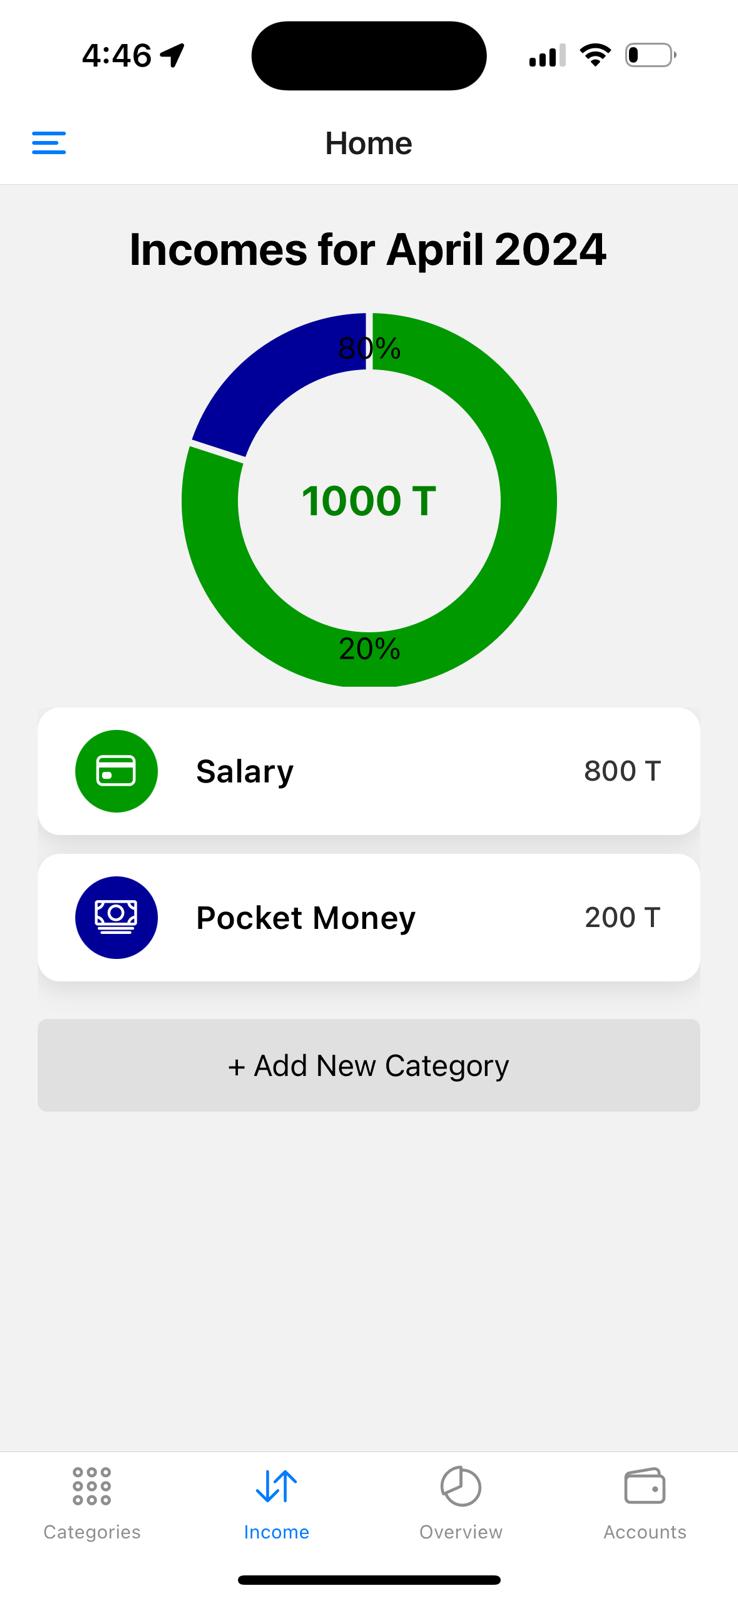 4:46
Home
Incomes for April 2024
80%
1000 T
20%
Salary
800 T
Pocket Money
200 T
+ Add New Category
Categories
Income
Overview
Accounts